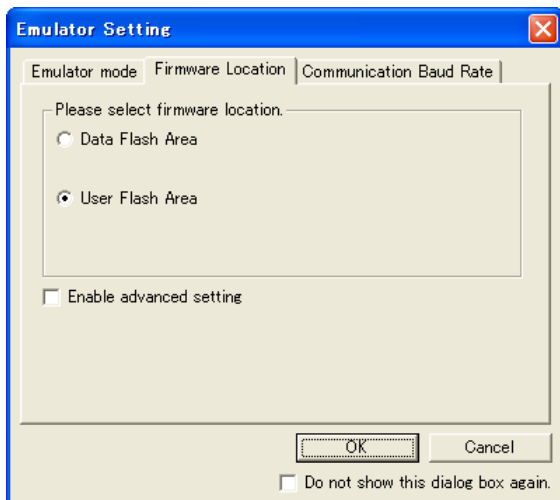 Emulator Setting
Emulator mode
Firmware Location
Communication Baud Rate
Please select firmware location.
Data Flash Area
User Flash Area
Enable advanced setting
OK
Cancel
Do not show this dialog box again.